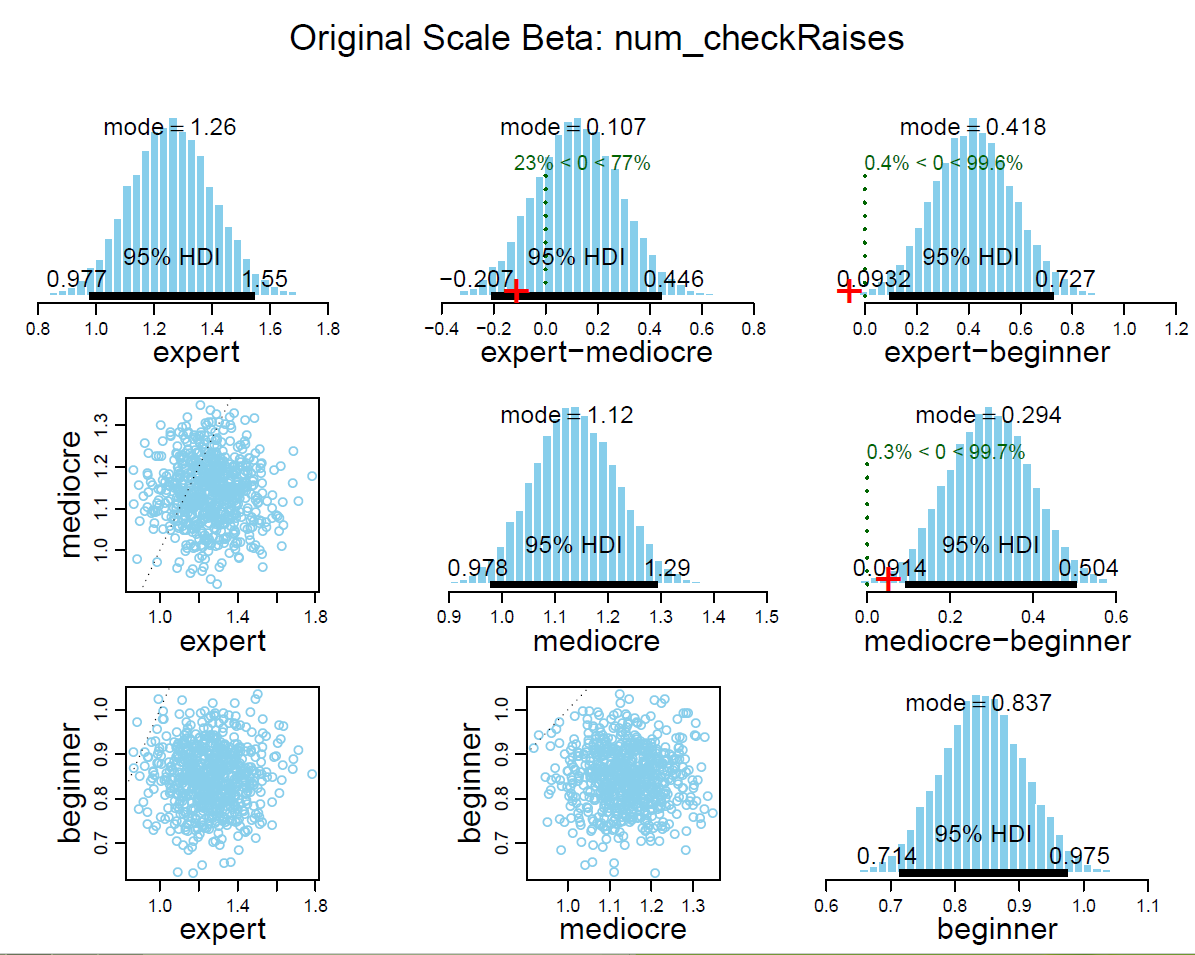 Original Scale Beta: num_checkRaises
mode = 1.26
95% HDI
0.977 1.55
0.8 1.0 1.2 1.4 1.6 1.8
expert
mode = 0.107
23% < 0 < 77%
95% HDI
−0.207 0.446
−0.4 −0.2 0.0 0.2 0.4 0.6 0.8
expert−mediocre
mode = 0.418
0.4% < 0 < 99.6%
95% HDI
0.0932 0.727
0.0 0.2 0.4 0.6 0.8 1.0 1.2
expert−beginner
mediocre
1.0 1.1 1.2 1.3
1.0 1.4 1.8
expert
mode = 1.12
95% HDI
0.978 1.29
0.9 1.0 1.1 1.2 1.3 1.4 1.5
mediocre
mode = 0.294
0.3% < 0 < 99.7%
95% HDI
0.0914 0.504
0.0 0.2 0.4 0.6
mediocre−beginner
beginner
0.7 0.8 0.9 1.0
1.0 1.4 1.8
expert
beginner
0.7 0.8 0.9 1.0
1.0 1.1 1.2 1.3
mediocre
mode = 0.837
95% HDI
0.714 0.975
0.6 0.7 0.8 0.9 1.0 1.1
beginner